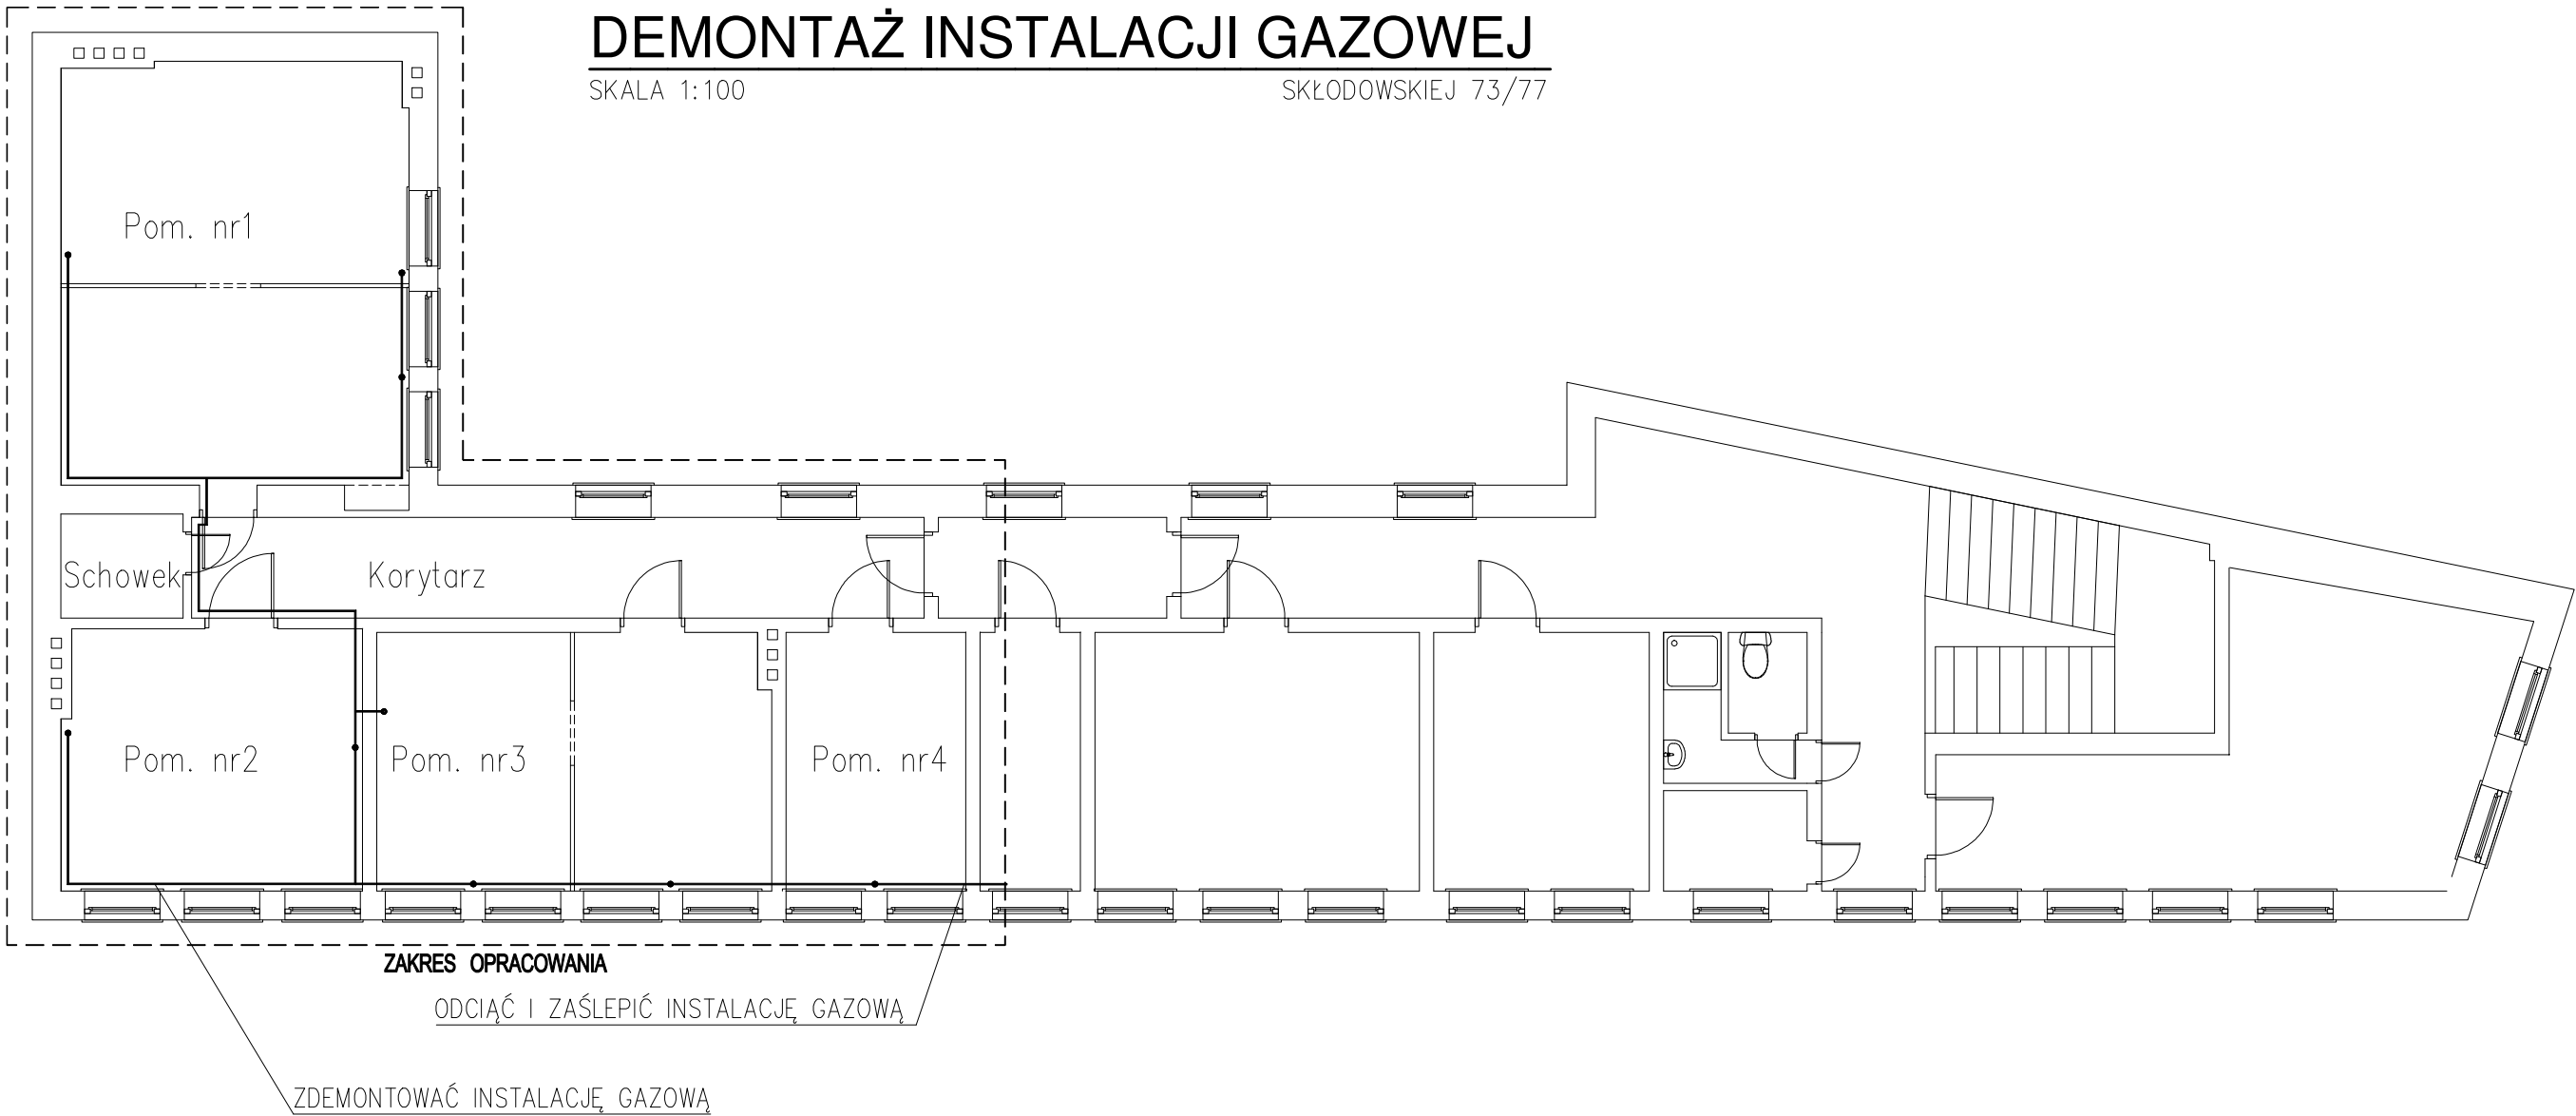 DEMONTAŻ INSTALACJI GAZOWEJ
SKALA 1:100 SKŁODOWSKIEJ 73/77
Pom. nr1
Schowek
Korytarz
Pom. nr2
Pom. nr3
Pom. nr4
ZAKRES OPRACOWANIA
ODCIĄĆ I ZAŚLEPIĆ INSTALACJĘ GAZOWĄ
ZDEMONTOWAĆ INSTALACJĘ GAZOWĄ